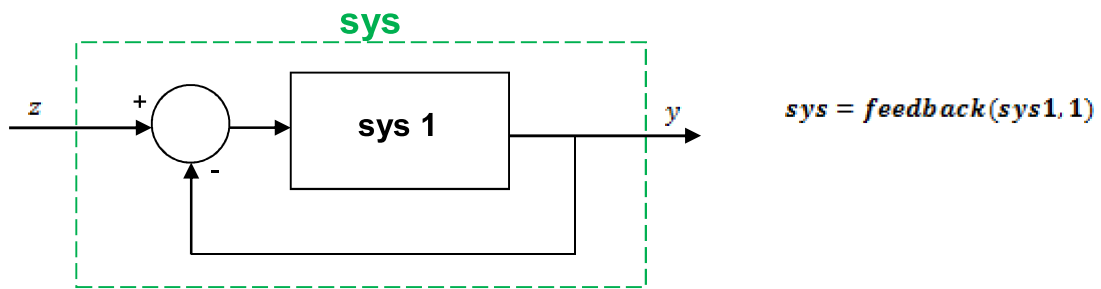 sys
z
+
sys 1
y
-
sys = feedback(sys1, 1)